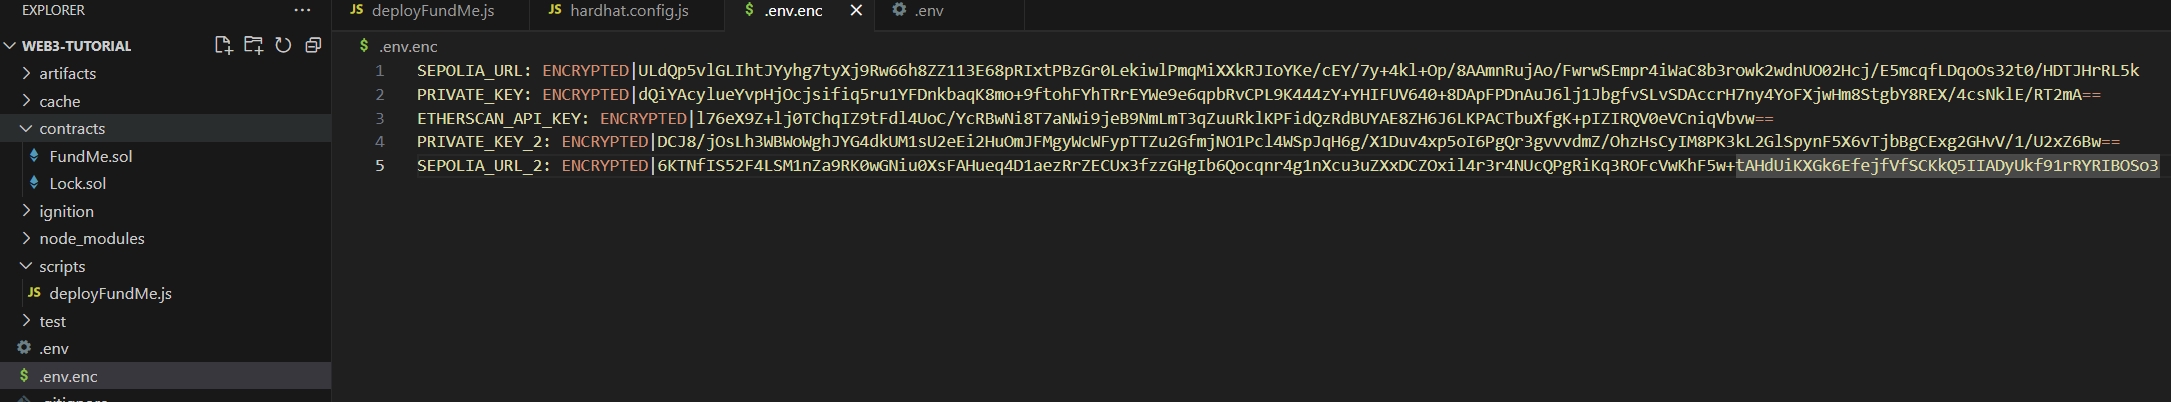 EXPLORER
WEB3-TUTORIAL
artifacts
cache
contracts
FundMe.sol
Lock.sol
ignition
node_modules
scripts
JS deployFundMe.js
test
.env
$ .env.enc
.gitignore
JS deployFundMe.js
JS hardhat.config.js
$ .env.enc
.env
$ .env.enc
1 SEPOLIA_URL: ENCRYPTED|ULdQp5vlGLIhtJYyhg7tyXj9Rw66h8ZZ113E68pRIxtPBzGr0LekiwlPmqMiXXkRJIoYKe/cEY/7y+4kl+Op/8AAmnRujAo/FwrwSEmpr4iWaC8b3rowk2wdnUO02Hcj/E5mcqfLDqoOs32t0/HDTJHrRL5k
2 PRIVATE_KEY: ENCRYPTED|dQiYAcylueYvpHjOcjsifiq5ru1YFDnkbaqK8mo+9ftohFYhTRrEYWe9e6qpbRvCPL9K444zY+YHIFUV640+8DApFPDnAuJ6lj1JbgfvSLvSDAccrH7ny4YoFXjwHm8StgbY8REX/4csNklE/RT2mA==
3 ETHERSCAN_API_KEY: ENCRYPTED|l76eX9Z+lj0TChqIZ9tFdl4UoC/YcRBwNi8T7aNWi9jeB9NmLmT3qZuuRklKPFidQzRdBUYAE8ZH6J6LKPACTbuXfgK+pIZIRQV0eVCniqVbvw==
4 PRIVATE_KEY_2: ENCRYPTED|DCJ8/jOsLh3WBWoWghJYG4dkUM1sU2eEi2HuOmJFMgyWcWFypTTZu2GfmjNO1Pcl4WSpJqH6g/X1Duv4xp5oI6PgQr3gvvvdmZ/OhzHsCyIM8PK3kL2GlSpynF5X6vTjbBgCExg2GHvV/1/U2xZ6Bw==
5 SEPOLIA_URL_2: ENCRYPTED|6KTNfIS52F4LSM1nZa9RK0wGNiu0XsFAHueq4D1aezRrZECUx3fzzGHgIb6Qocqnr4g1nXcu3uZXxDCZOxil4r3r4NUcQPgRiKq3ROFcVwKhF5w+tAHdUiKXGk6EfejfVfSCKkQ5IIADyUkf91rRYRIBOSo3